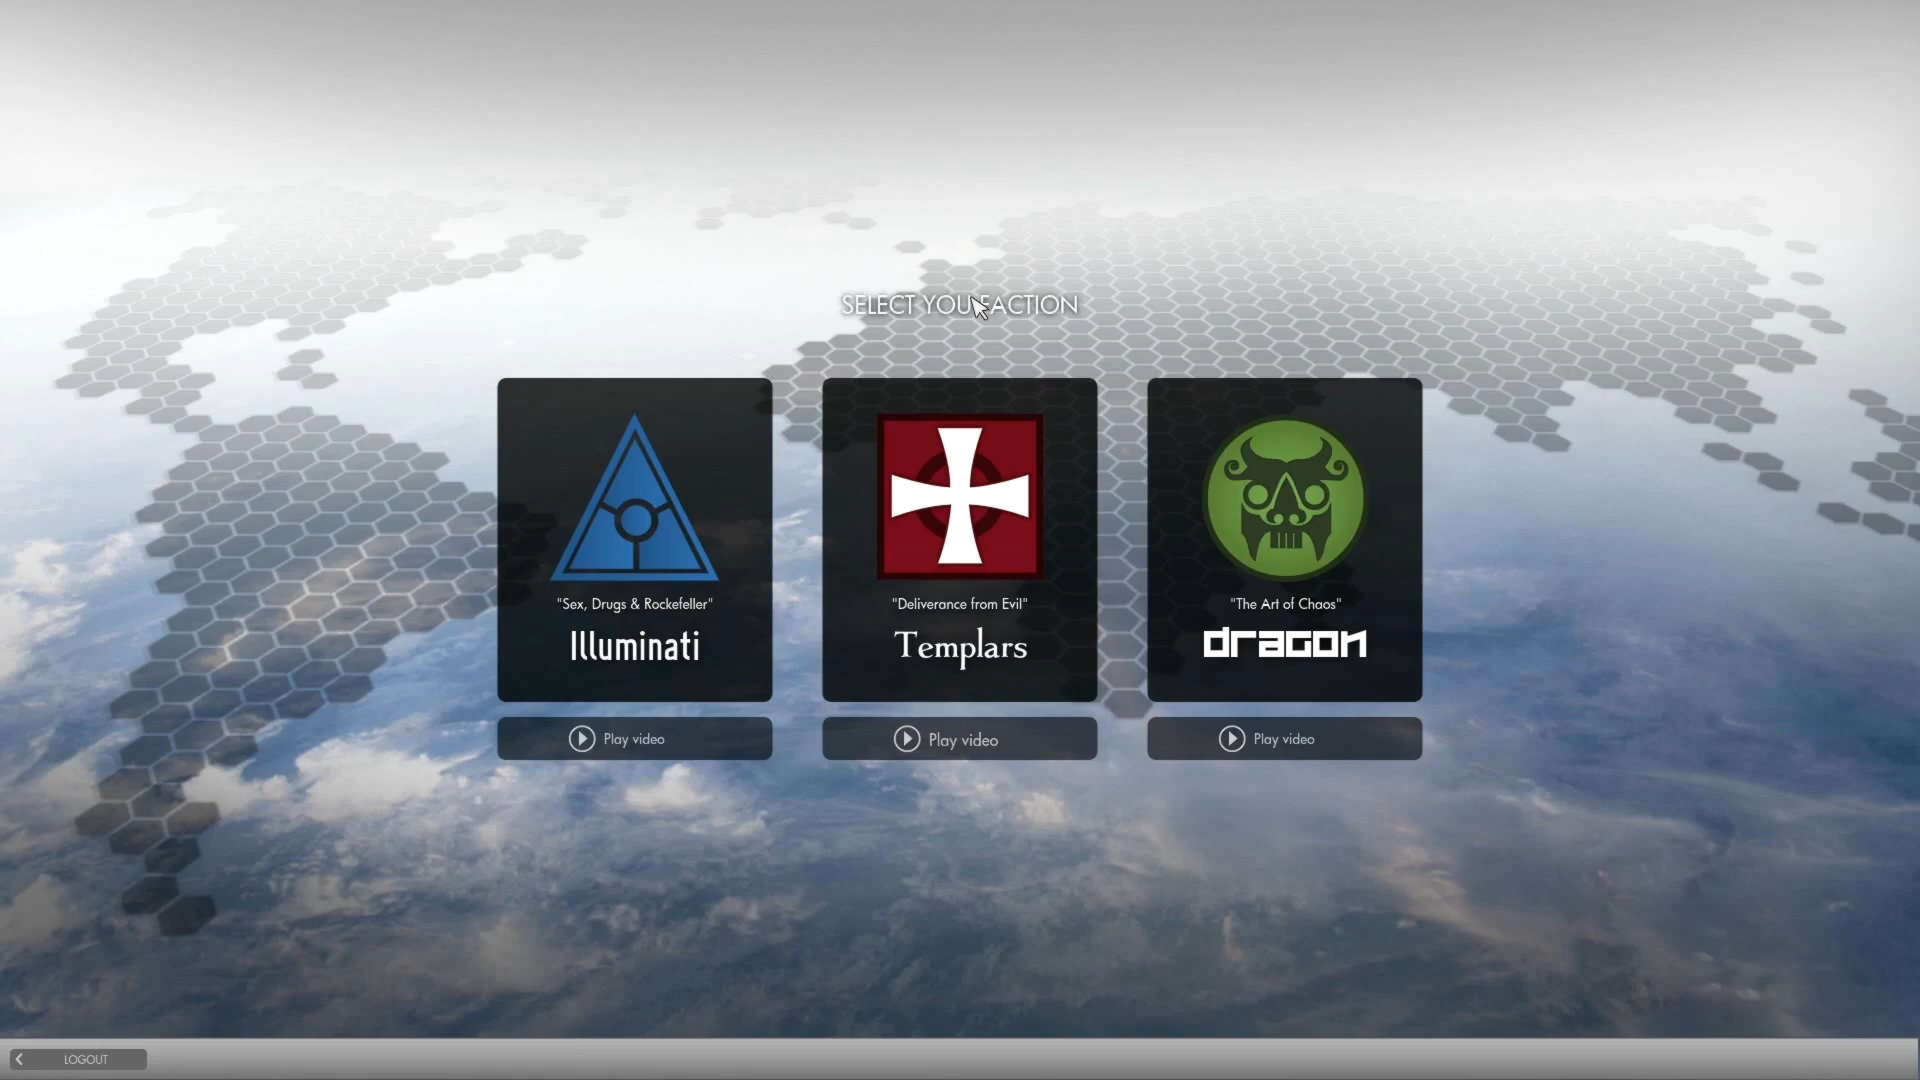 SELECT YOU FACTION
"Sex, Drugs & Rockefeller"
Illuminati
Play video
"Deliverance from Evil"
Templars
Play video
"The Art of Chaos"
dragon
Play video
LOGOUT